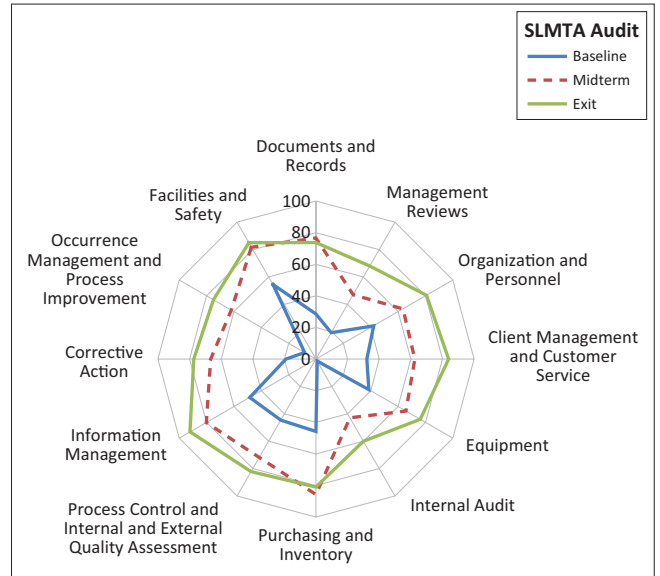 SLMTA Audit
Baseline
Midterm
Exit
Documents and
Records
Management
Reviews
Organization and
Personnel
Client Management
and Customer
Service
Equipment
Internal Audit
Purchasing and
Inventory
Process Control and
Internal and External
Quality Assessment
Information
Management
Corrective
Action
Occurrence
Management and
Process
Improvement
Facilities and
Safety
100
80
60
40
20
0